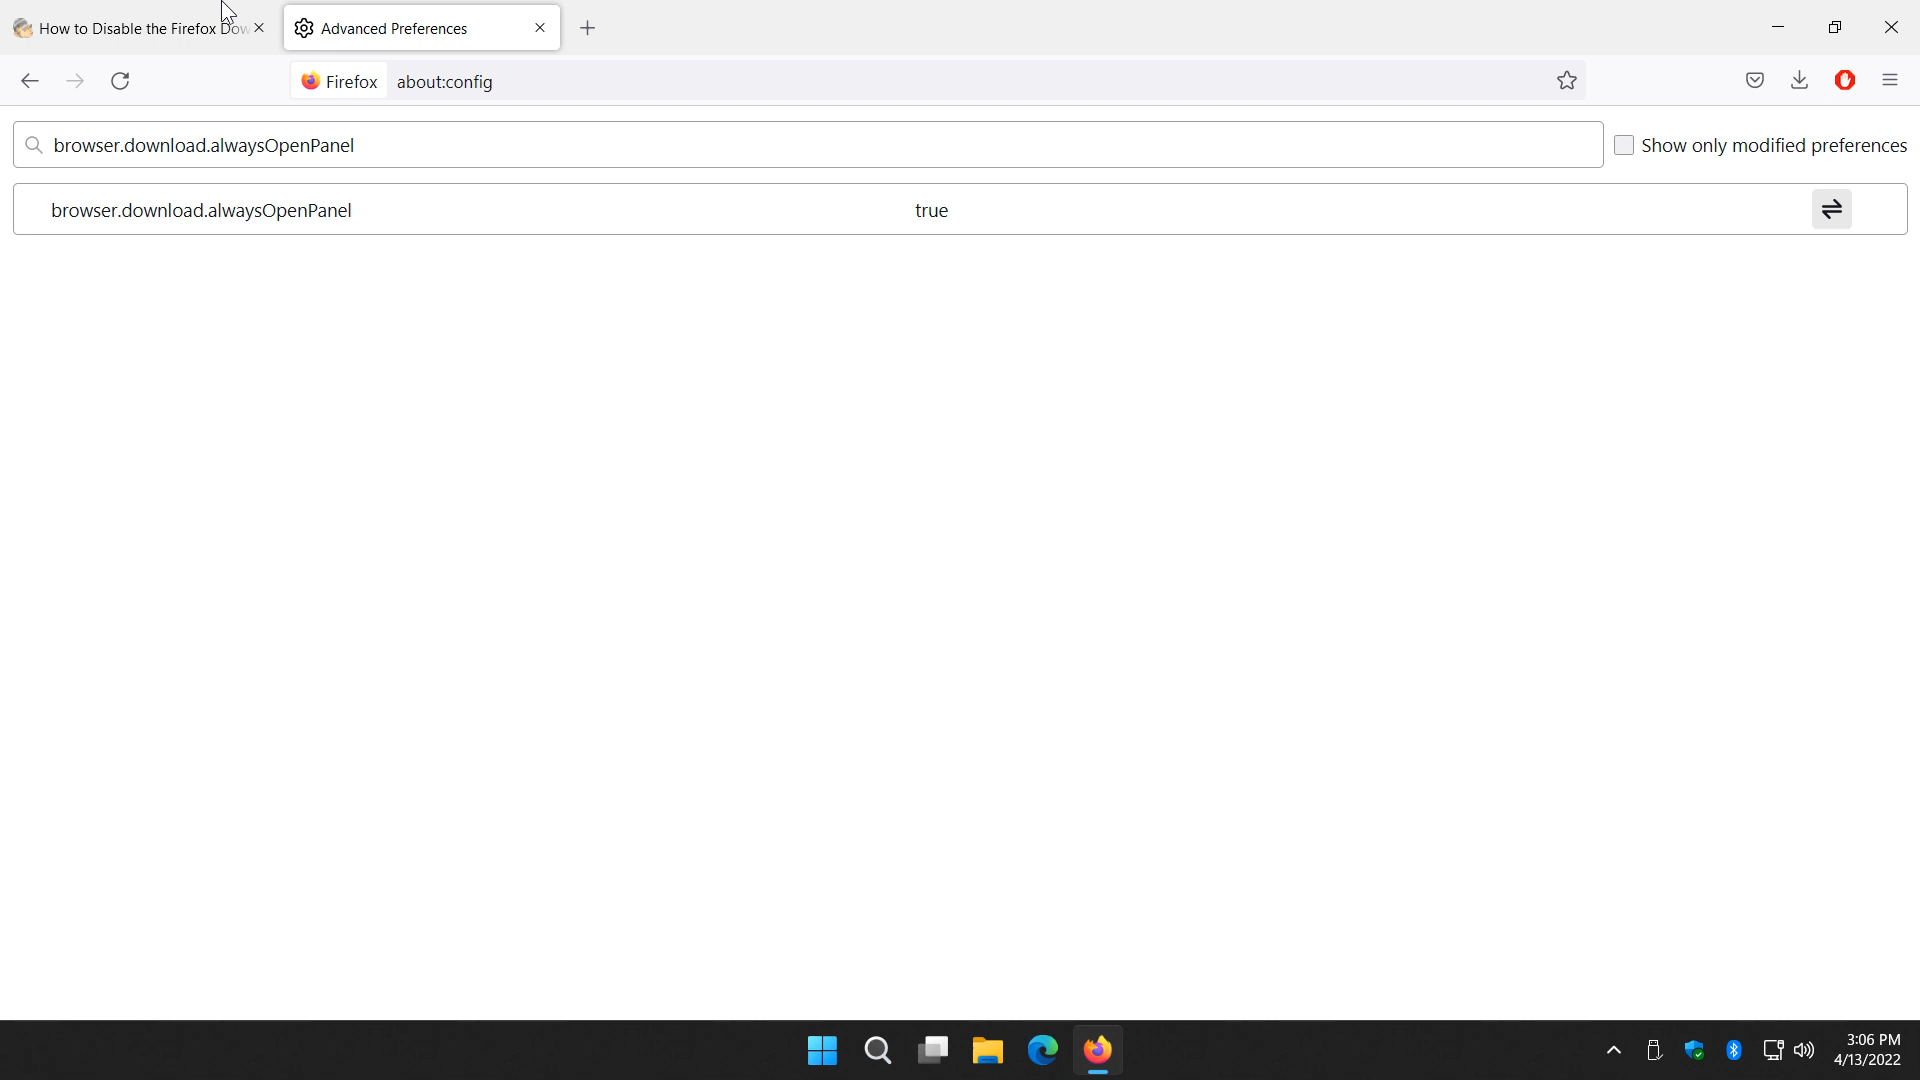 How to Disable the Firefox Dow
Advanced Preferences
Firefox
about:config
browser.download.alwaysOpenPanel
Show only modified preferences
browser.download.alwaysOpenPanel
true
3:06 PM
4/13/2022